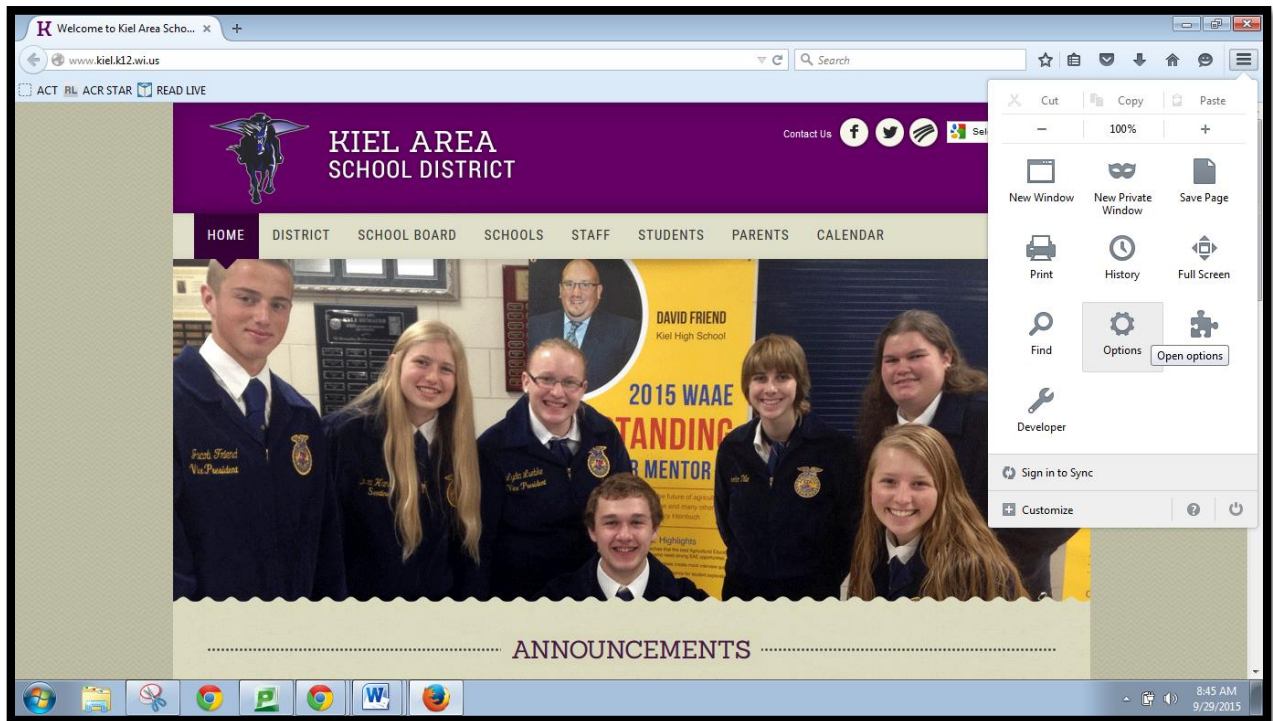 K Welcome to Kiel Area Scho... × +
www.kiel.k12.wi.us
Search
ACT RL ACR STAR READ LIVE
Cut Copy Paste
− 100% +
New Window New Private Window Save Page
Print History Full Screen
Find Options
Open options
Developer
Sign in to Sync
Customize
KIEL AREA
SCHOOL DISTRICT
Contact Us
Sel
HOME DISTRICT SCHOOL BOARD SCHOOLS STAFF STUDENTS PARENTS CALENDAR
DAVID FRIEND
Kiel High School
2015 WAAE
TANDING
R MENTOR
Highlights
Jacob Friend
Vice President
Vice President
ANNOUNCEMENTS
8:45 AM
9/29/2015